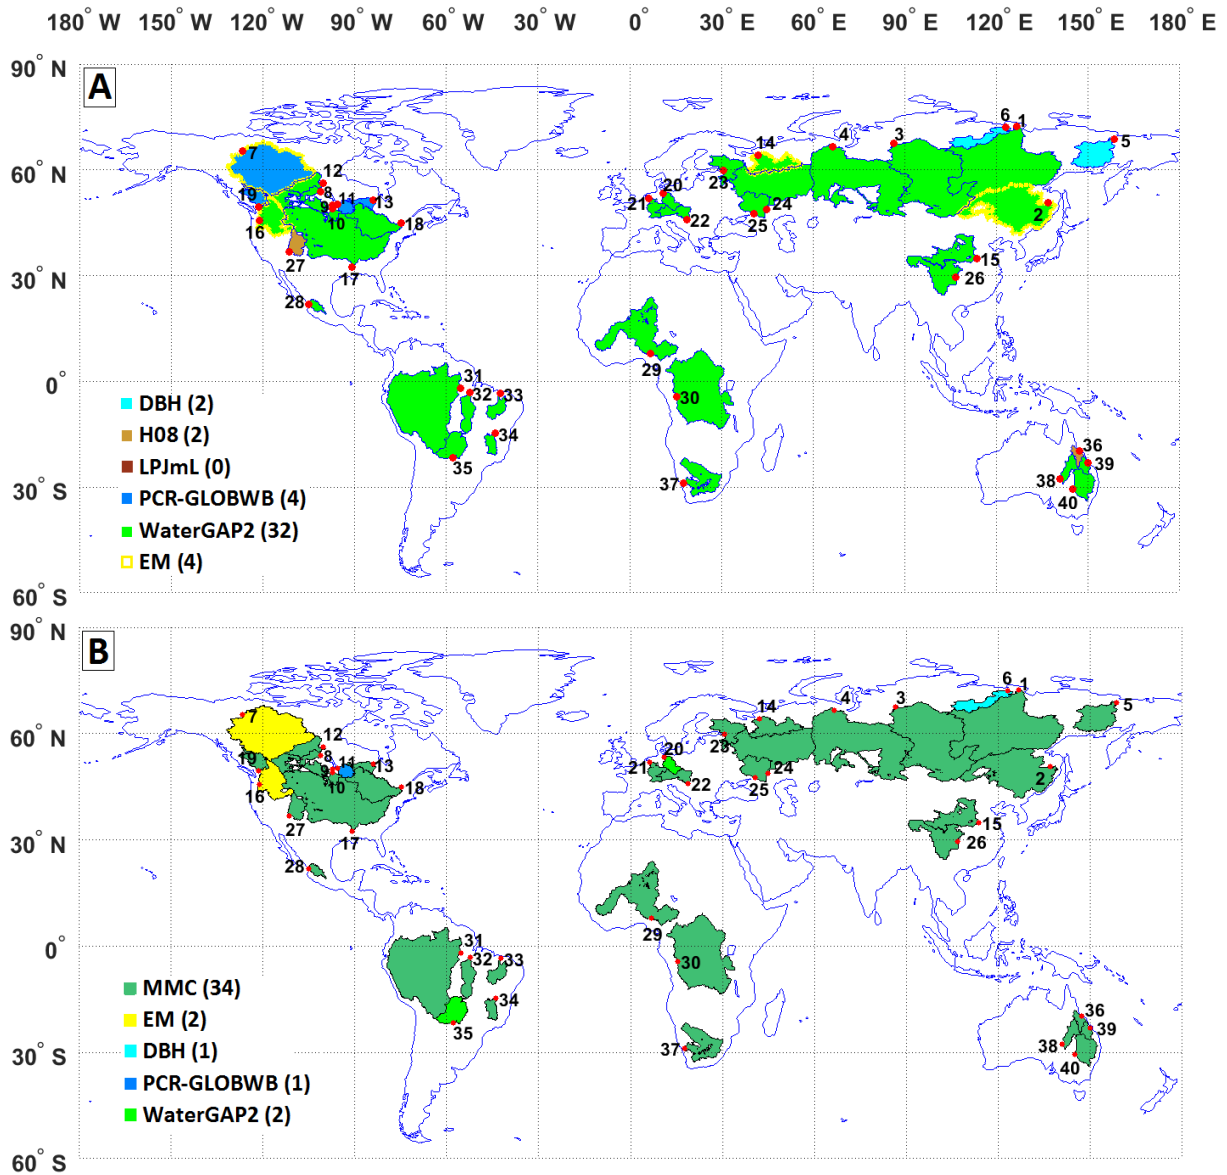 180° W 150° W 120° W 90° W 60° W 30° W 0° 30° E 60° E 90° E 120° E 150° E 180° E
90° N
A
6 1
14 4 3 5
7
60° N
12
23
19 8 11 13
20
21
9
10
24
2
16
18
22
25
27
15
30° N
17
26
28
29
31
0°
32 33
30
DBH (2)
H08 (2)
34
36
LPJmL (0)
35
39
PCR-GLOBWB (4)
37
38
30° S
40
WaterGAP2 (32)
EM (4)
60° S
90° N
B
6 1
14 4 3 5
7
60° N
12
23
19 8 11 13
20
21
9
10
24
2
16
18
22
25
27
15
30° N
17
26
28
29
31
0°
32 33
30
MMC (34)
34
36
EM (2)
35
39
DBH (1)
37
38
30° S
40
PCR-GLOBWB (1)
WaterGAP2 (2)
60° S